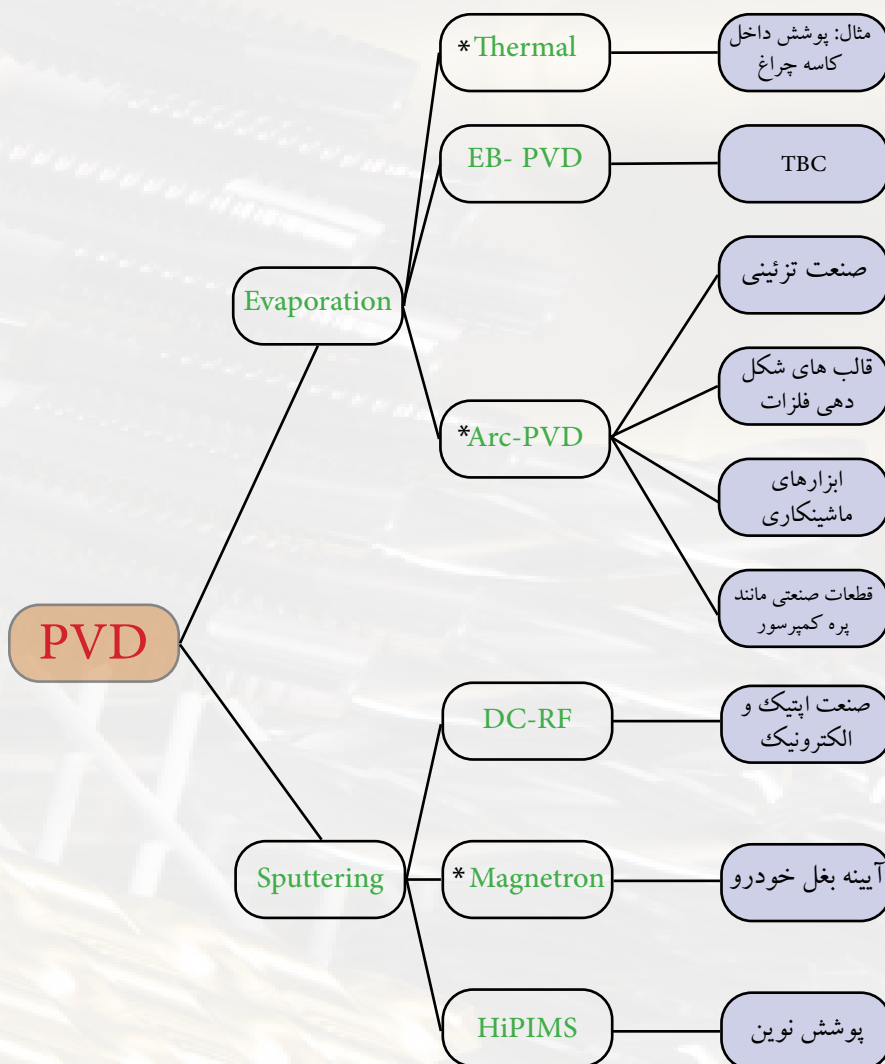 *Thermal
مثال: پوشش داخل
کاسه چراغ
EB- PVD
TBC
Evaporation
صنعت تزئینی
قالب های شکل
دهی فلزات
*Arc-PVD
ابزارهای
ماشینکاری
قطعات صنعتی مانند
پره کمپرسور
PVD
DC-RF
صنعت اپتیک و
الکترونیک
Sputtering
*Magnetron
آیینه بغل خودرو
HiPIMS
پوشش نوین